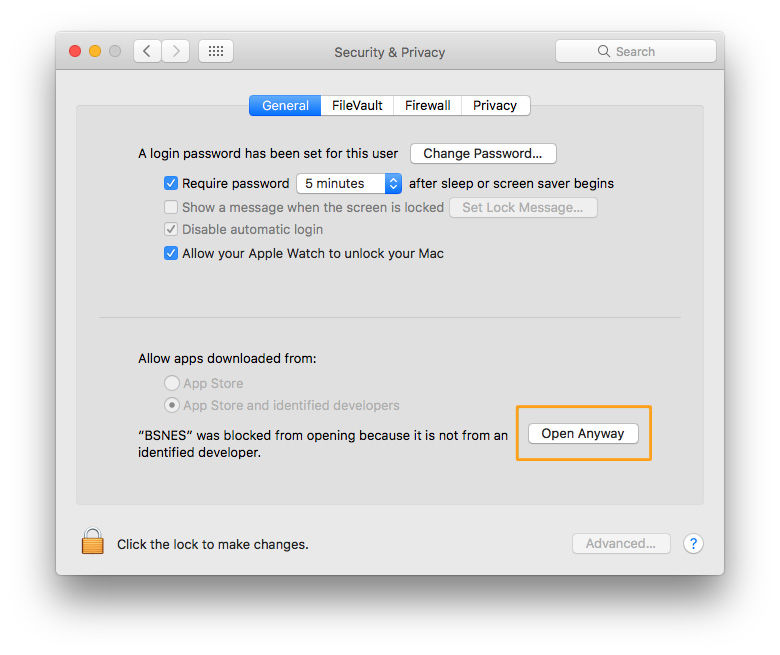 Security & Privacy
Search
General FileVault Firewall Privacy
A login password has been set for this user Change Password...
Require password 5 minutes after sleep or screen saver begins
Show a message when the screen is locked Set Lock Message...
Disable automatic login
Allow your Apple Watch to unlock your Mac
Allow apps downloaded from:
App Store
App Store and identified developers
“BSNES” was blocked from opening because it is not from an
identified developer.
Open Anyway
Click the lock to make changes.
Advanced...
?